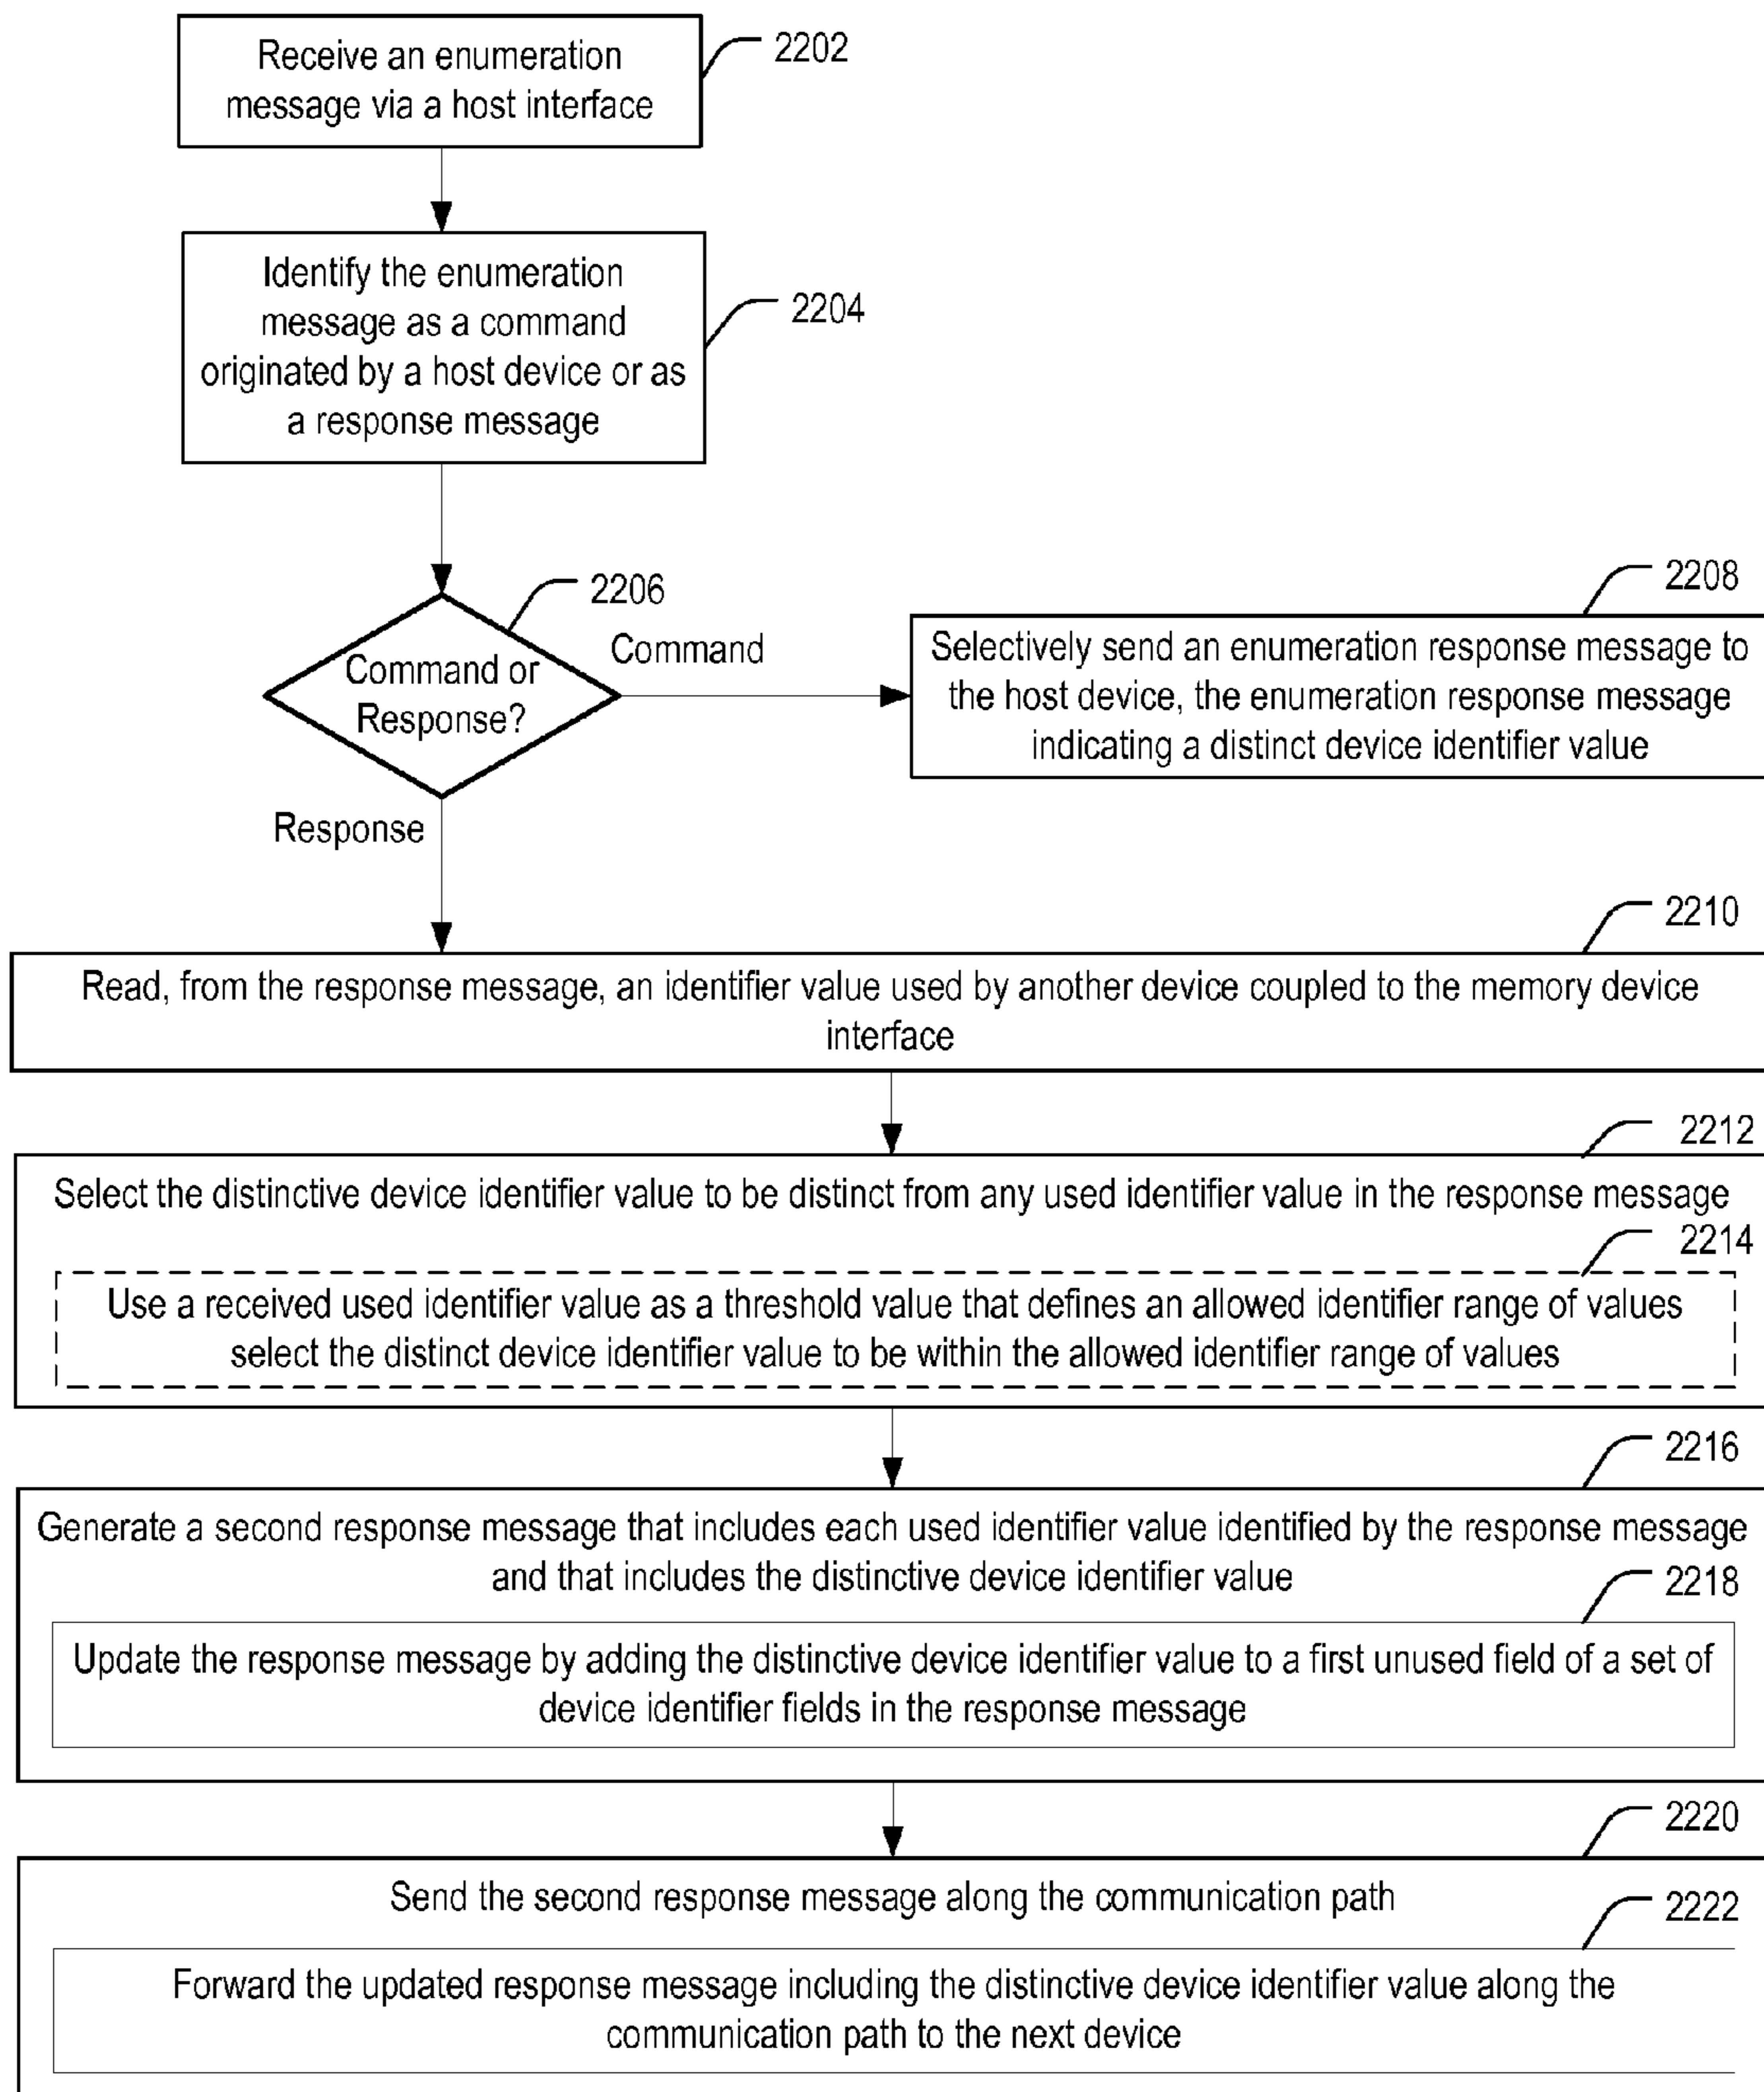 Receive an enumeration
2202
message via a host interface
Identify the enumeration
message as a command
2204
originated by a host device or as
a response message
2206
2208
Command
Command or
Response?
Selectively send an enumeration response message to
the host device, the enumeration response message
indicating a distinct device identifier value
Response
2210
Read, from the response message, an identifier value used by another device coupled to the memory device
interface
2212
Select the distinctive device identifier value to be distinct from any used identifier value in the response message
2214
Use a received used identifier value as a threshold value that defines an allowed identifier range of values
select the distinct device identifier value to be within the allowed identifier range of values
2216
Generate a second response message that includes each used identifier value identified by the response message
and that includes the distinctive device identifier value
2218
Update the response message by adding the distinctive device identifier value to a first unused field of a set of
device identifier fields in the response message
2220
Send the second response message along the communication path
2222
Forward the updated response message including the distinctive device identifier value along the
communication path to the next device